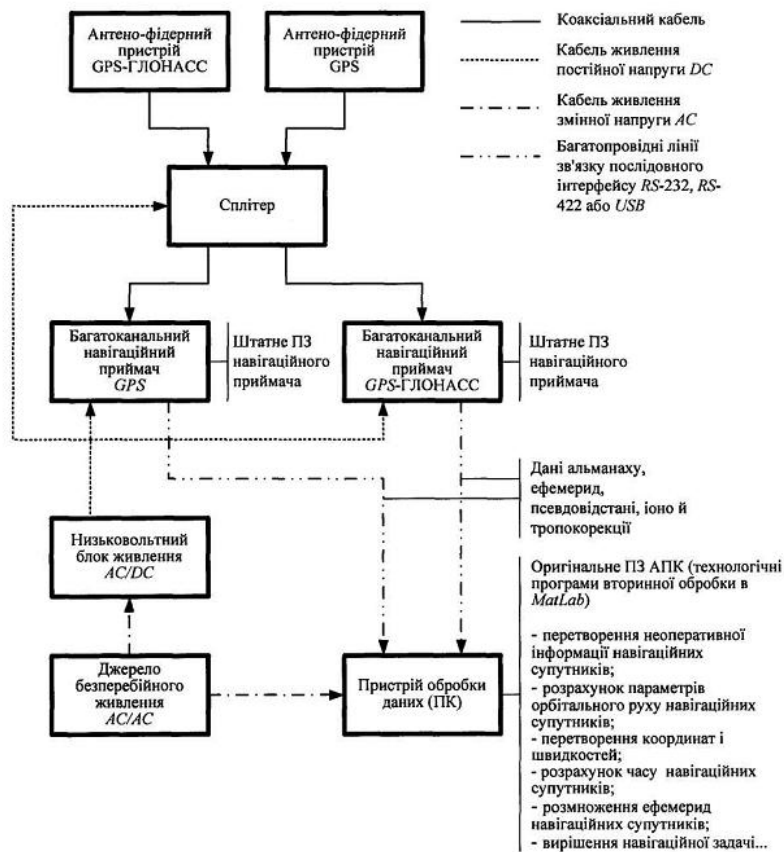 Антено-фідерний
пристрій
GPS-ГЛОНАСС
Антено-фідерний
пристрій
GPS
Коаксіальний кабель
Кабель живлення
постійної напруги DC
Кабель живлення
змінної напруги AC
Багатопровідні лінії
зв'язку послідовного
інтерфейсу RS-232, RS-
422 або USB
Сплітер
Багатоканальний
навігаційний
приймач
GPS
Штатне ПЗ
навігаційного
приймача
Багатоканальний
навігаційний
приймач
GPS-ГЛОНАСС
Штатне ПЗ
навігаційного
приймача
Дані альманаху,
ефемерид,
псевдовідстані, іоно й
тропокорекції
Низьковольтний
блок живлення
AC/DC
Джерело
безперебійного
живлення
AC/AC
Пристрій обробки
даних (ПК)
Оригінальне ПЗ АПК (технологічні
програми вторинної обробки в
MatLab)
- перетворення неоперативної
інформації навігаційних
супутників;
- розрахунок параметрів
орбітального руху навігаційних
супутників;
- перетворення координат і
швидкостей;
- розрахунок часу навігаційних
супутників;
- розмноження ефемерид
навігаційних супутників;
- вирішення навігаційної задачі...